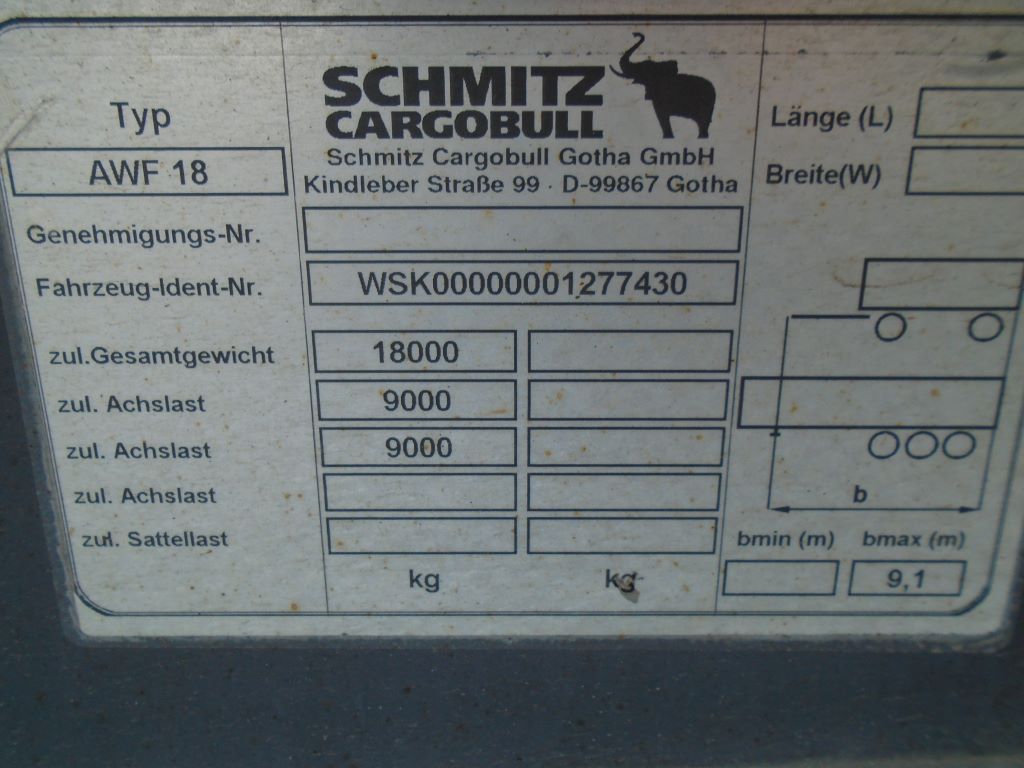 Typ
AWF 18
SCHMITZ
CARGOBULL
Schmitz Cargobull Gotha GmbH
Kindleber Straße 99 · D-99867 Gotha
Länge (L)
Breite(W)
Genehmigungs-Nr.
Fahrzeug-Ident-Nr. WSK00000001277430
zul.Gesamtgewicht 18000
zul. Achslast 9000
zul. Achslast 9000
zul. Achslast
zul. Sattellast
kg kg
b
bmin (m) bmax (m)
9,1